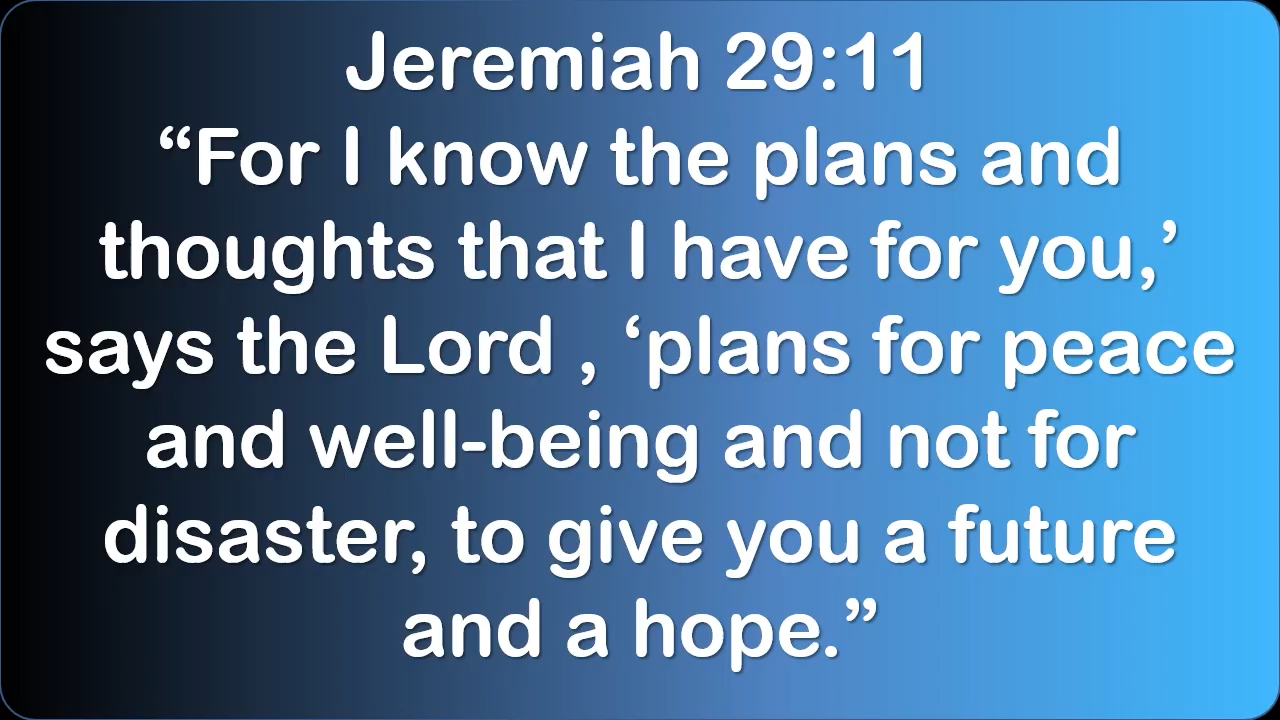 Jeremiah 29:11
“For I know the plans and
thoughts that I have for you,’
says the Lord , ‘plans for peace
and well-being and not for
disaster, to give you a future
and a hope.”